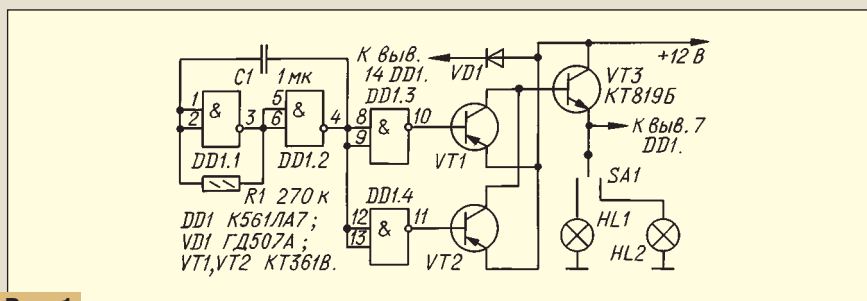 C1
1 мк
К выв.
14 DD1.
VD1
+12 В
VT3
КТ819Б
К выв. 7
DD1.
1
2
&
3
DD1.1
5
6
&
4
DD1.2
DD1.3
8
9
&
10
VT1
R1 270 к
DD1.4
12
13
&
11
VT2
SA1
HL1
HL2
DD1 К561ЛА7;
VD1 ГД507А;
VT1,VT2 КТ361В.